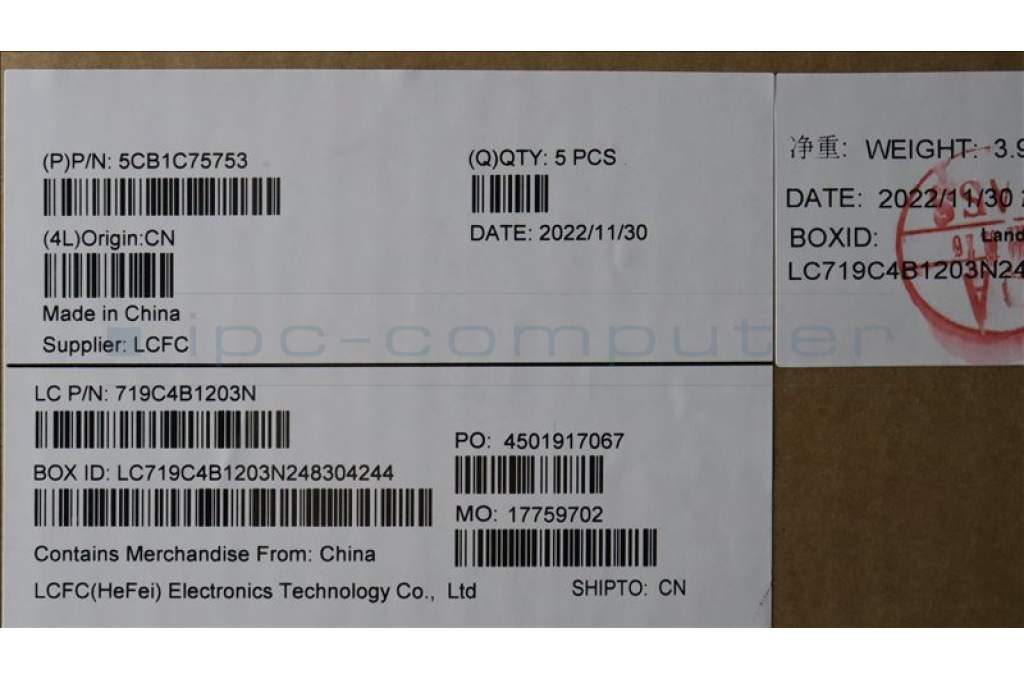 (P)P/N: 5CB1C75753
(Q)QTY: 5 PCS
(4L)Origin:CN
DATE: 2022/11/30
Made in China
Supplier: LCFC
ipc-computer
LC P/N: 719C4B1203N
PO: 4501917067
BOX ID: LC719C4B1203N248304244
MO: 17759702
Contains Merchandise From: China
LCFC(HeFei) Electronics Technology Co., Ltd
SHIPTO: CN
净重: WEIGHT: 3.9
DATE: 2022/11/30
BOXID:
Land
LC719C4B1203N24